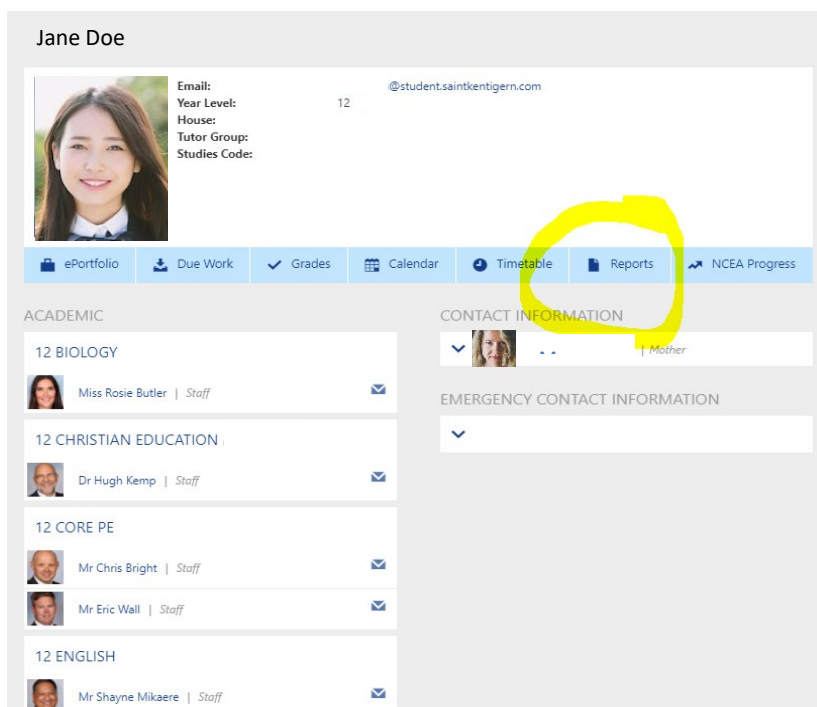 Jane Doe
Email: @student.saintkentigern.com
Year Level: 12
House:
Tutor Group:
Studies Code:
ePortfolio Due Work Grades Calendar Timetable Reports NCEA Progress
ACADEMIC
12 BIOLOGY
Miss Rosie Butler | Staff
12 CHRISTIAN EDUCATION
Dr Hugh Kemp | Staff
12 CORE PE
Mr Chris Bright | Staff
Mr Eric Wall | Staff
12 ENGLISH
Mr Shayne Mikaere | Staff
CONTACT INFORMATION
| Mother
EMERGENCY CONTACT INFORMATION